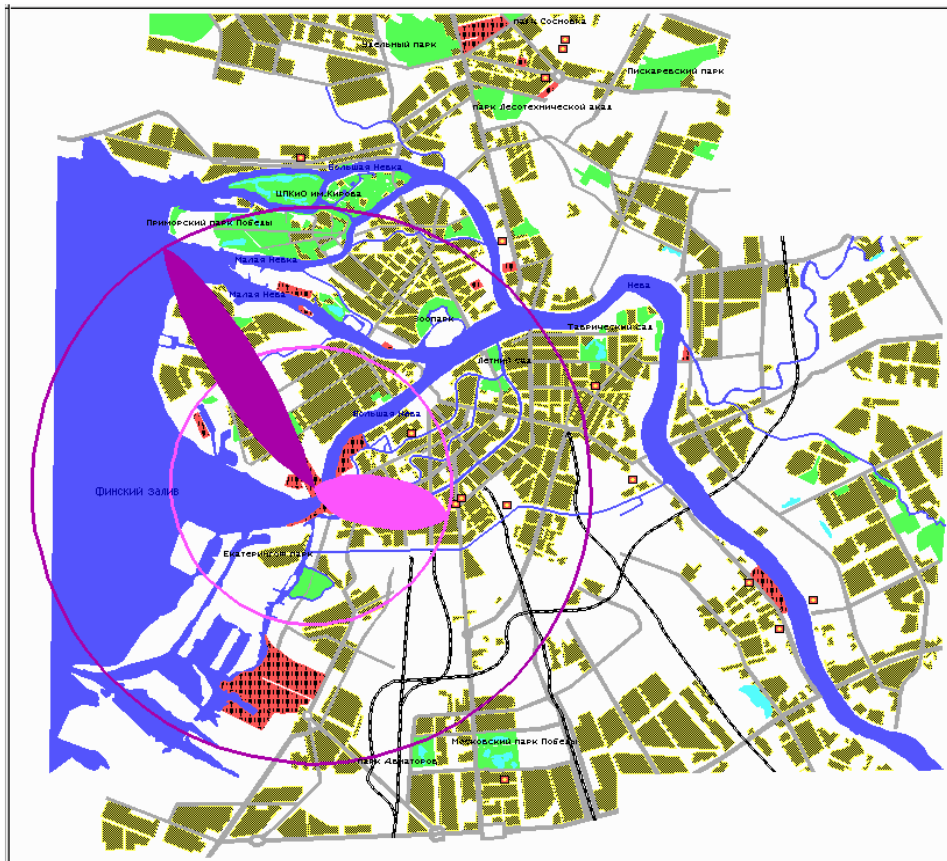 парк Сосновка
Удельный парк
Пискаревский парк
парк Лесотехнической акад
Большая Невка
ЦПКиО им.Кирова
Приморский парк Победы
Малая Невка
Нева
Малая Нева
Зоопарк
Таврический сад
Летний сад
Большая Нева
Финский залив
Екатерингоф парк
Московский парк Победы
парк Авиаторов